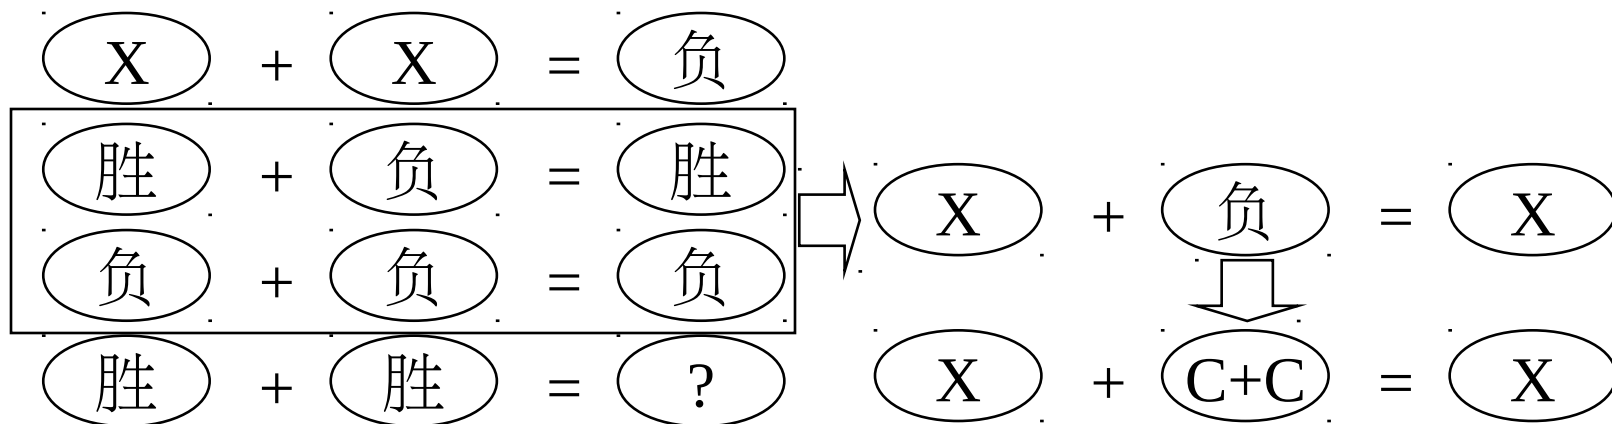 X + X = 负
胜 + 负 = 胜
X + 负 = X
负 + 负 = 负
胜 + 胜 = ?
X + C+C = X